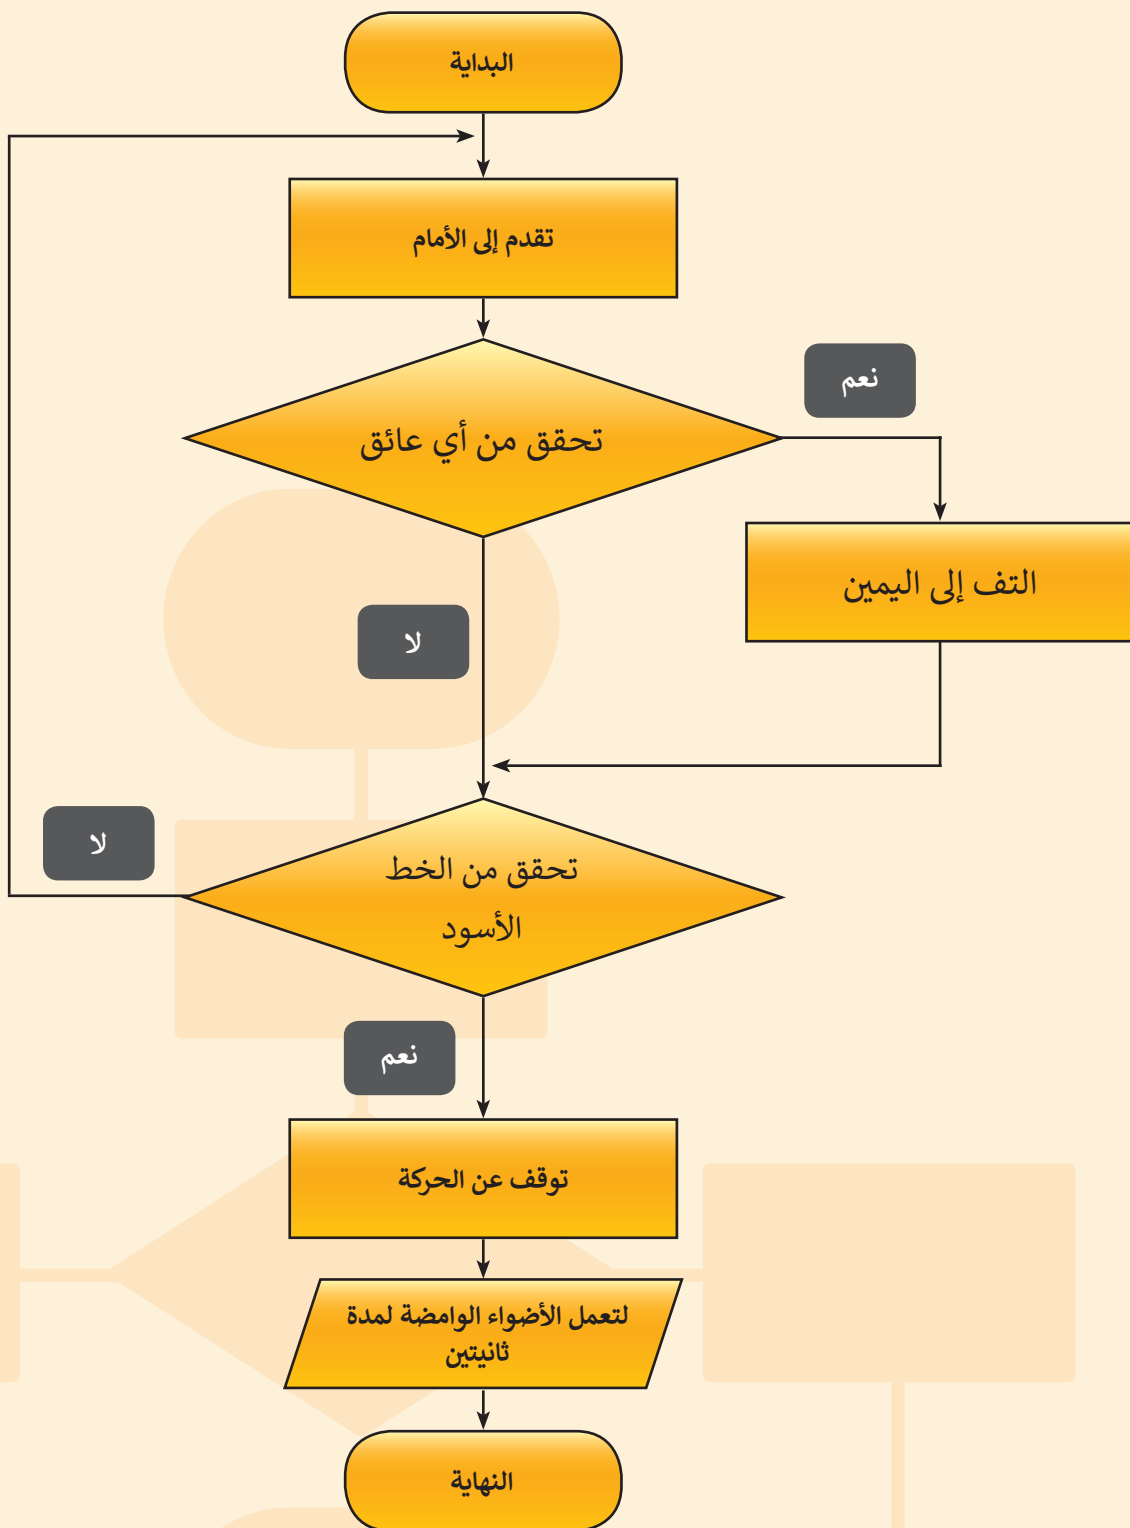 البداية
تقدم إلى الأمام
نعم
تحقق من أي عائق
التف إلى اليمين
لا
لا
تحقق من الخط
الأسود
نعم
توقف عن الحركة
لتعمل الأضواء الوامضة لمدة
ثانيتين
النهاية